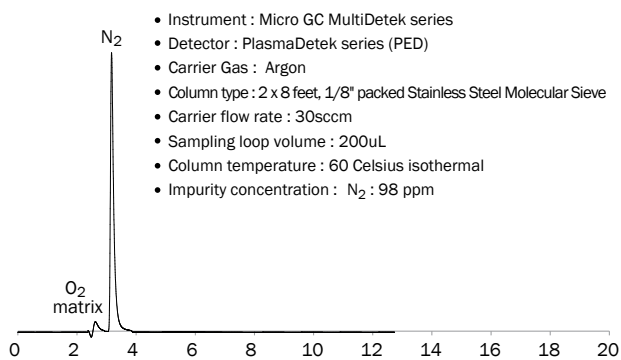 • Instrument : Micro GC MultiDetek series
• Detector : PlasmaDetek series (PED)
• Carrier Gas : Argon
• Column type : 2 x 8 feet, 1/8" packed Stainless Steel Molecular Sieve
• Carrier flow rate : 30sccm
• Sampling loop volume : 200uL
• Column temperature : 60 Celsius isothermal
• Impurity concentration : N₂ : 98 ppm
N₂
O₂
matrix
0 2 4 6 8 10 12 14 16 18 20